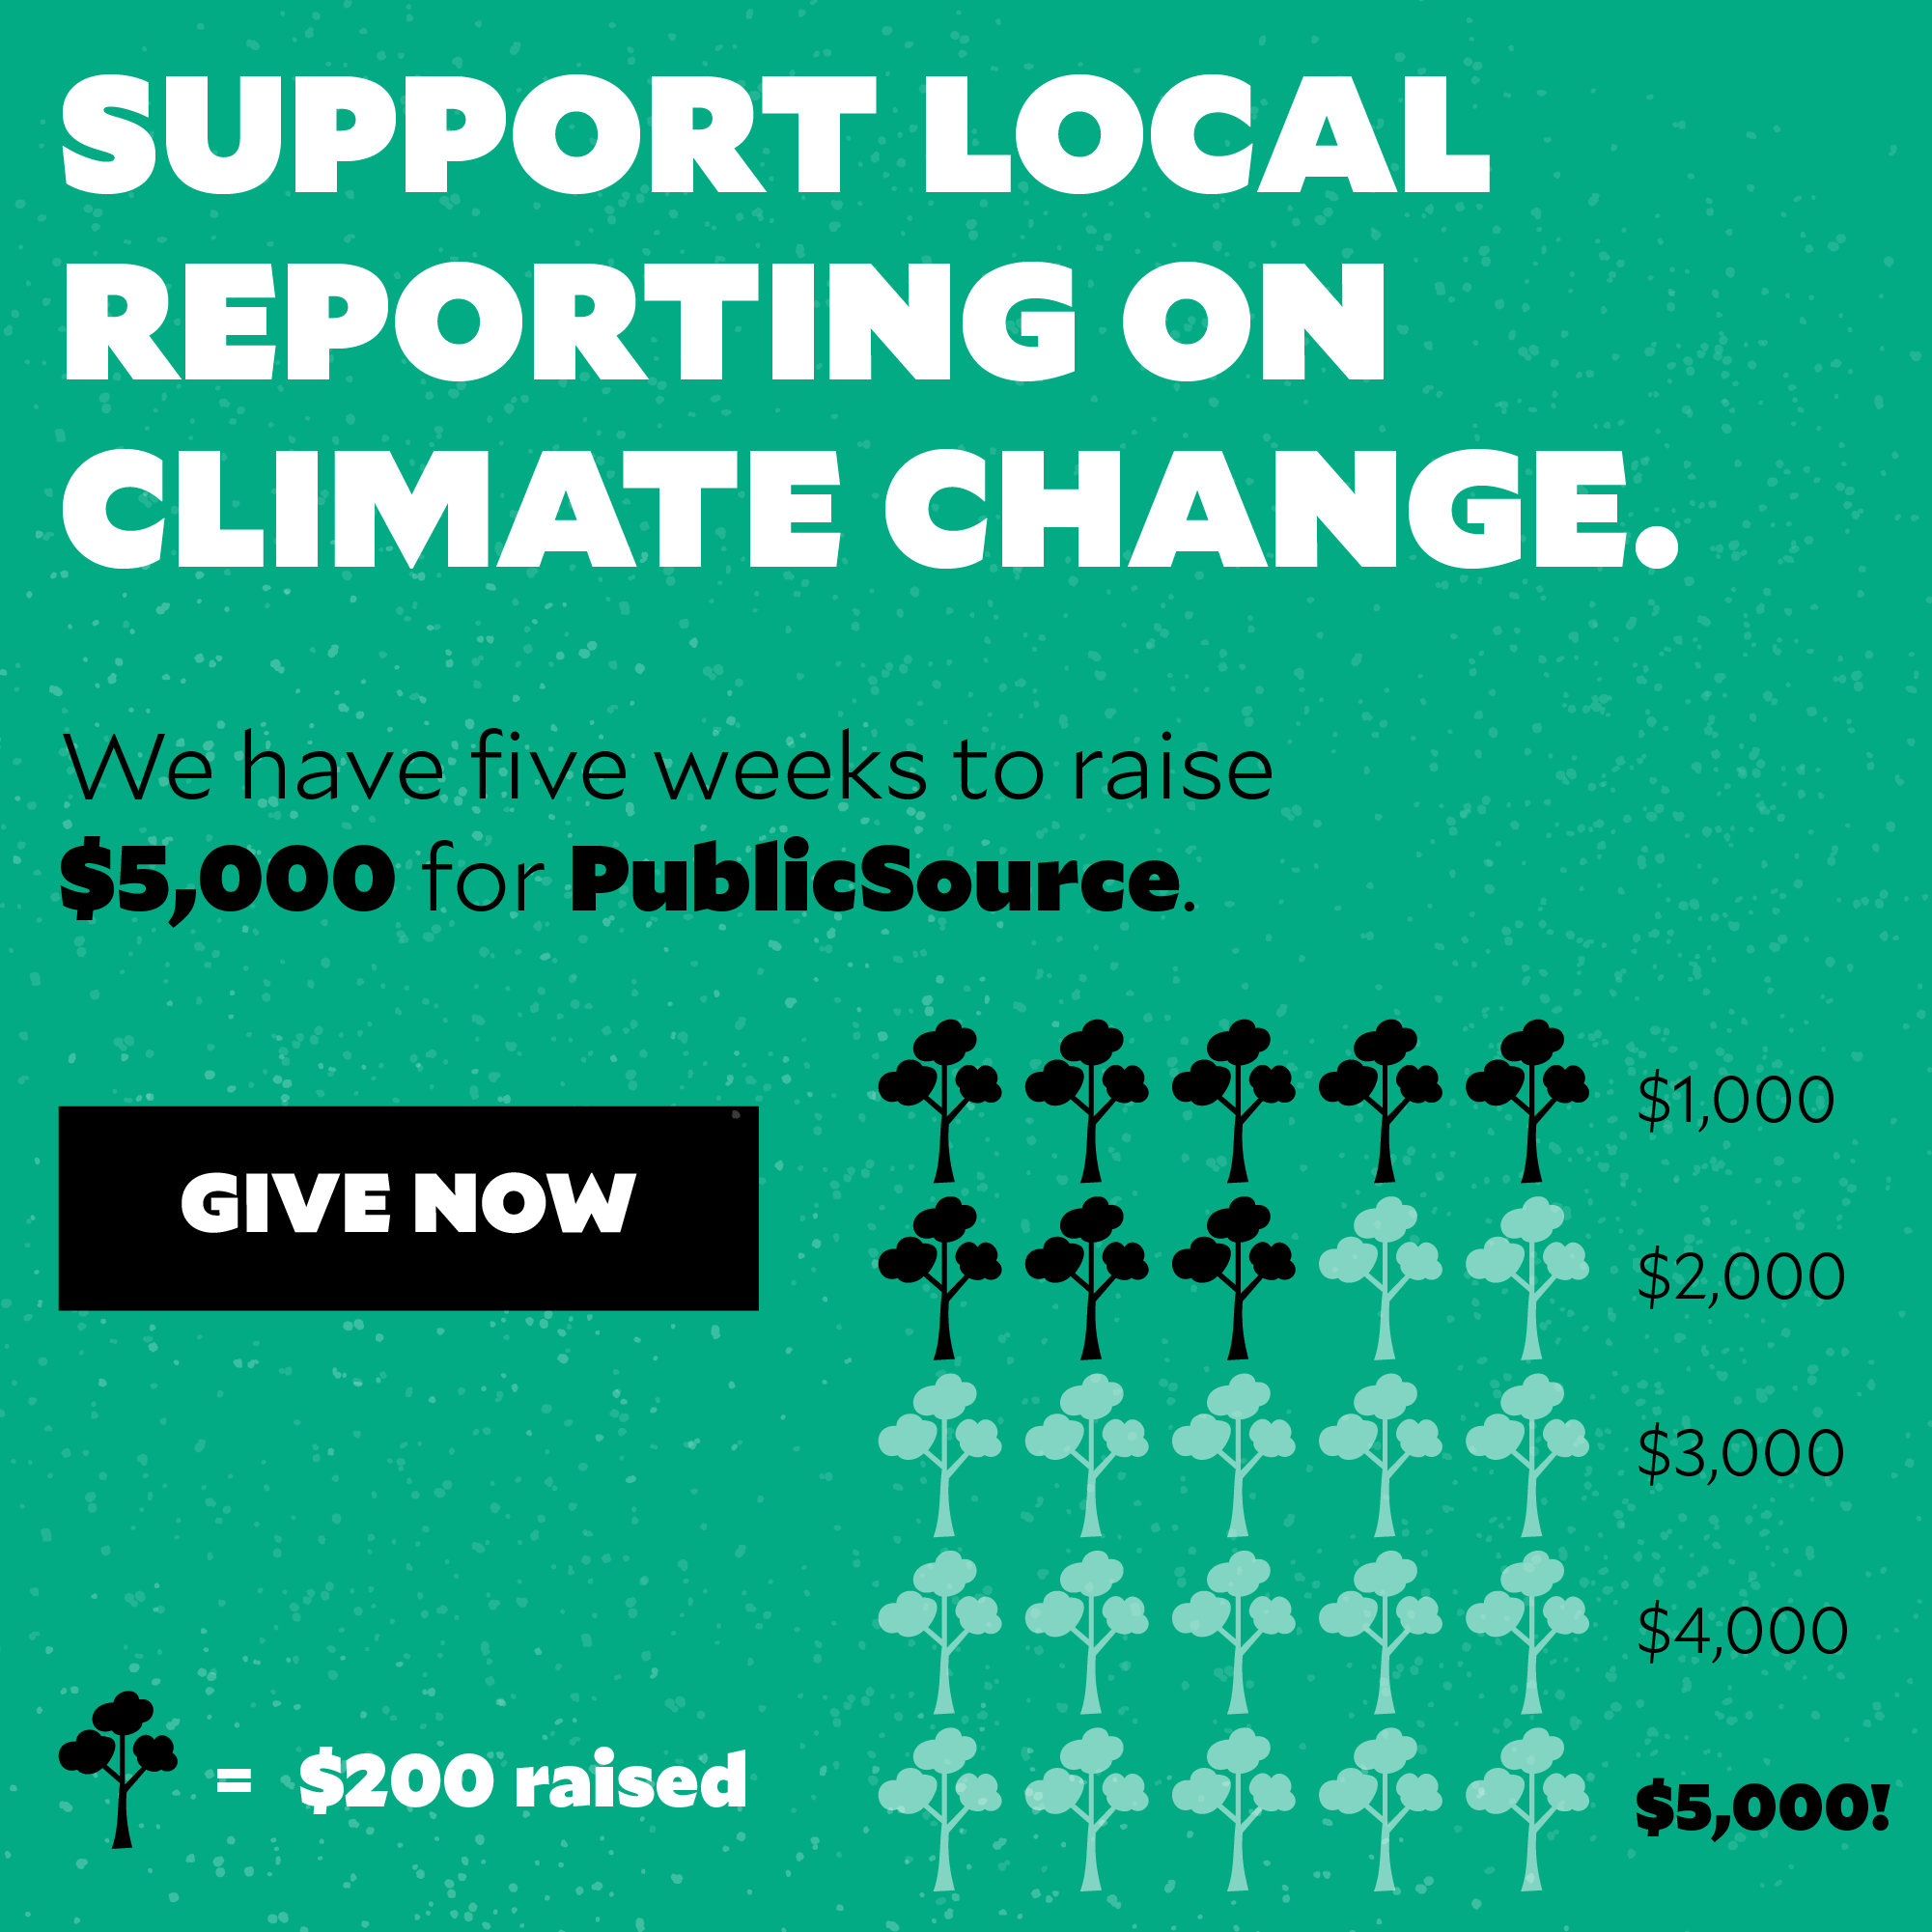 SUPPORT LOCAL
REPORTING ON
CLIMATE CHANGE.
We have five weeks to raise
$5,000 for PublicSource.
GIVE NOW
$1,000
$2,000
$3,000
$4,000
$5,000!
= $200 raised